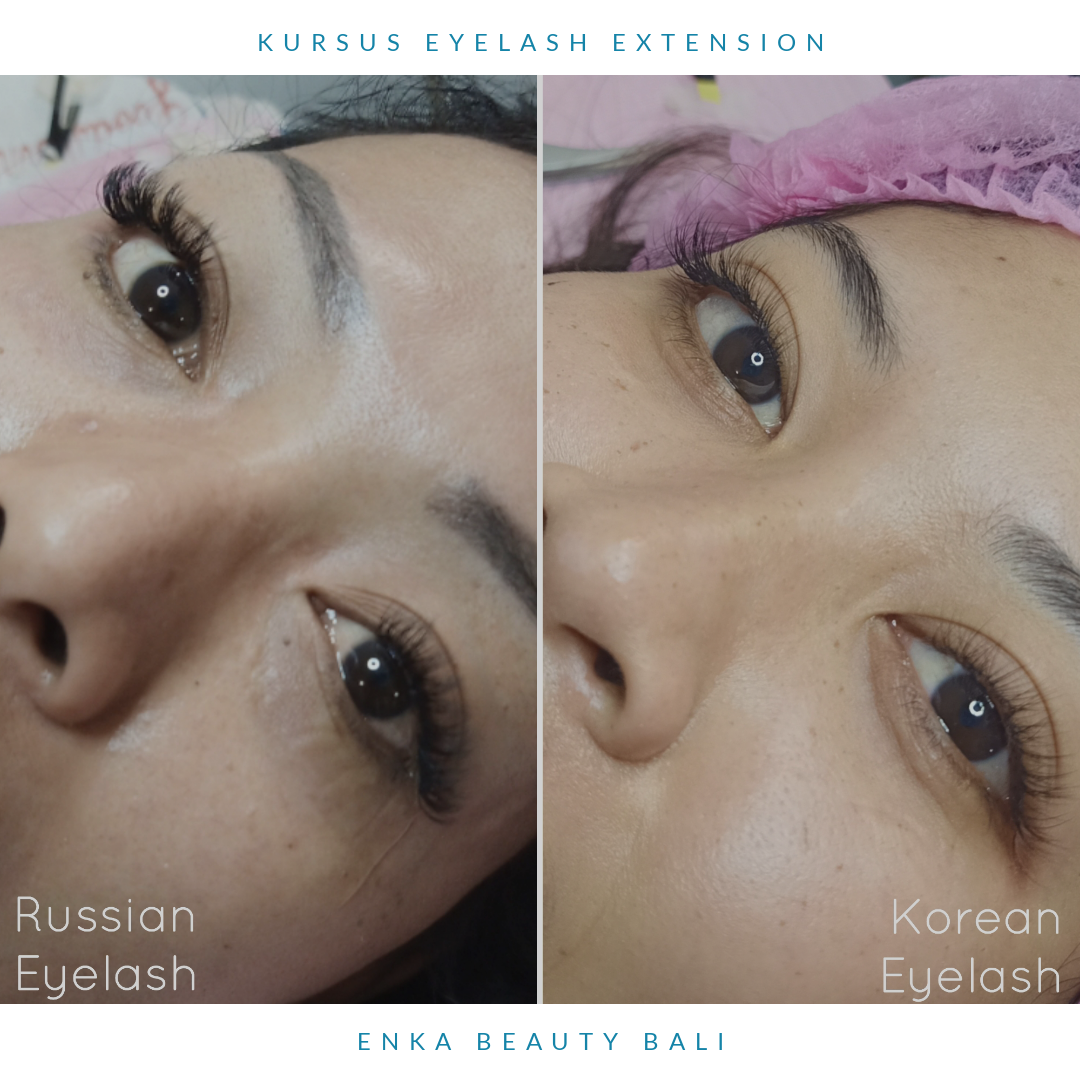 KURSUS EYELASH EXTENSION
Russian
Eyelash
Korean
Eyelash
ENKA BEAUTY BALI